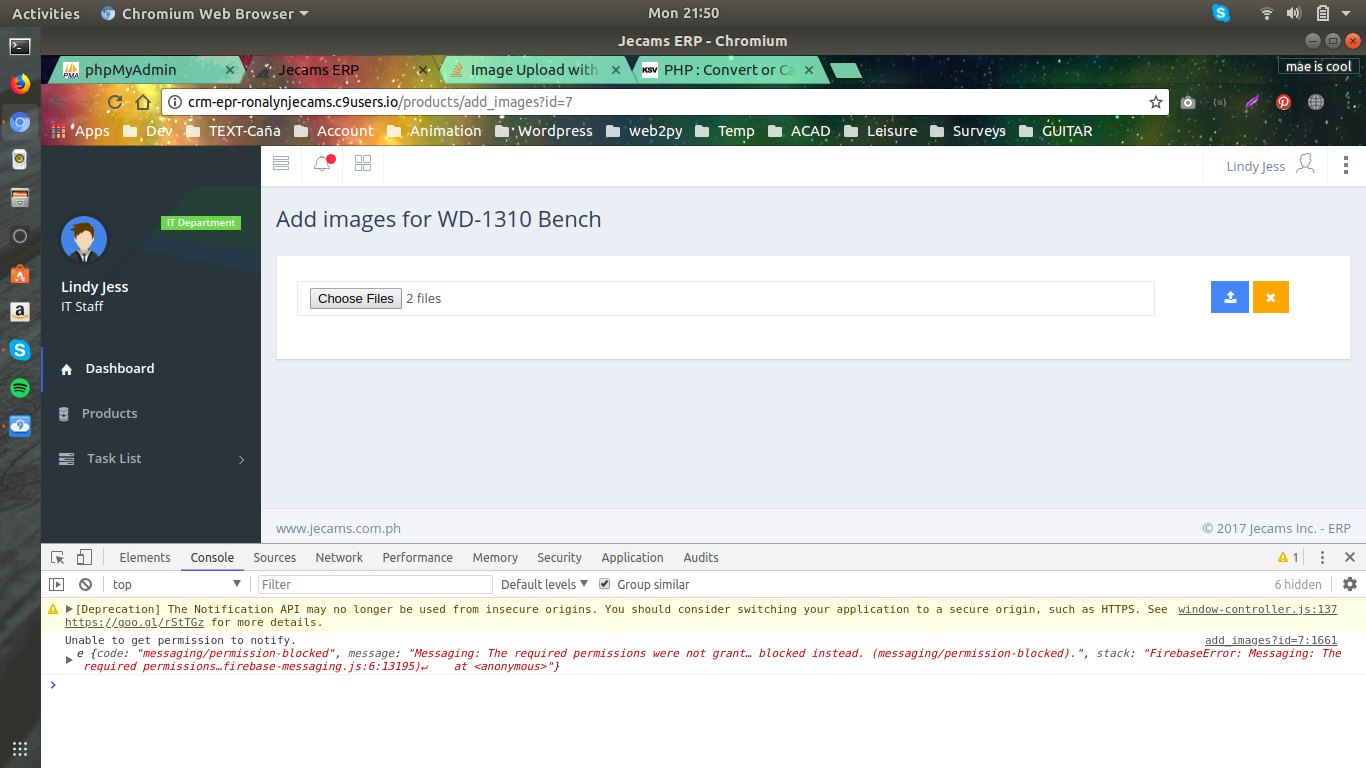 Activities Chromium Web Browser Mon 21:50
Jecams ERP - Chromium
phpMyAdmin Jecams ERP Image Upload with PHP : Convert or Ca mae is cool
crm-epr-ronalynjecams.c9users.io/products/add_images?id=7
Apps Dev TEXT-Caña Account Animation Wordpress web2py Temp ACAD Leisure Surveys GUITAR
Lindy Jess
IT Department
Add images for WD-1310 Bench
Lindy Jess
IT Staff
Choose Files 2 files
Dashboard
Products
Task List
www.jecams.com.ph © 2017 Jecams Inc. - ERP
Elements Console Sources Network Performance Memory Security Application Audits 1
top Filter Default levels Group similar 6 hidden
[Deprecation] The Notification API may no longer be used from insecure origins. You should consider switching your application to a secure origin, such as HTTPS. See window-controller.js:137
https://goo.gl/rStTGz for more details.
Unable to get permission to notify. add_images?id=7:1661
e {code: "messaging/permission-blocked", message: "Messaging: The required permissions were not grant… blocked instead. (messaging/permission-blocked).", stack: "FirebaseError: Messaging: The
required permissions…firebase-messaging.js:6:13195)↵ at <anonymous>"}